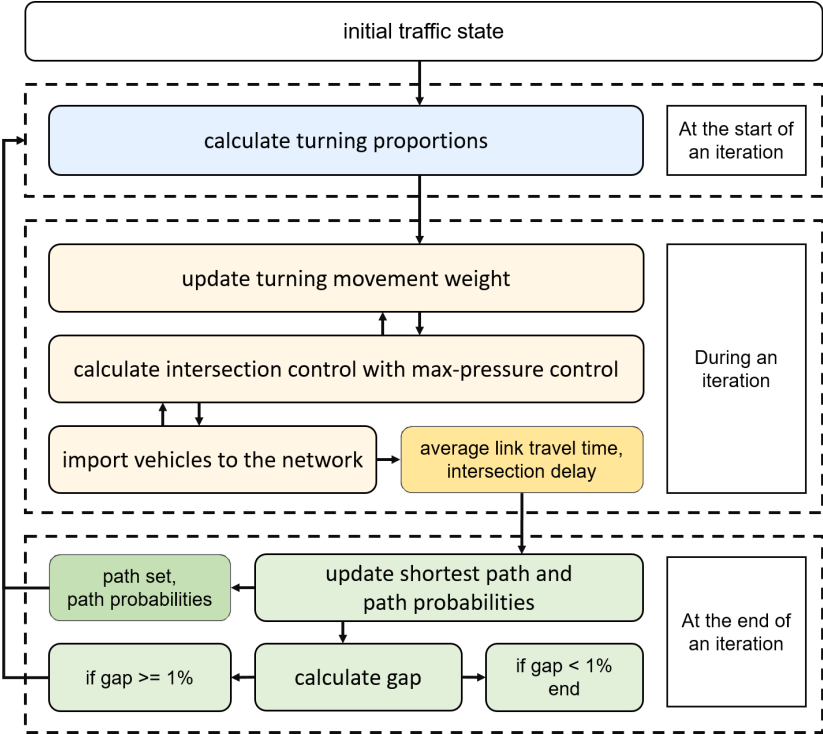 initial traffic state
calculate turning proportions
At the start of
an iteration
update turning movement weight
calculate intersection control with max-pressure control
During an
iteration
import vehicles to the network
average link travel time,
intersection delay
path set,
path probabilities
update shortest path and
path probabilities
At the end of
an iteration
if gap >= 1%
calculate gap
if gap < 1%
end